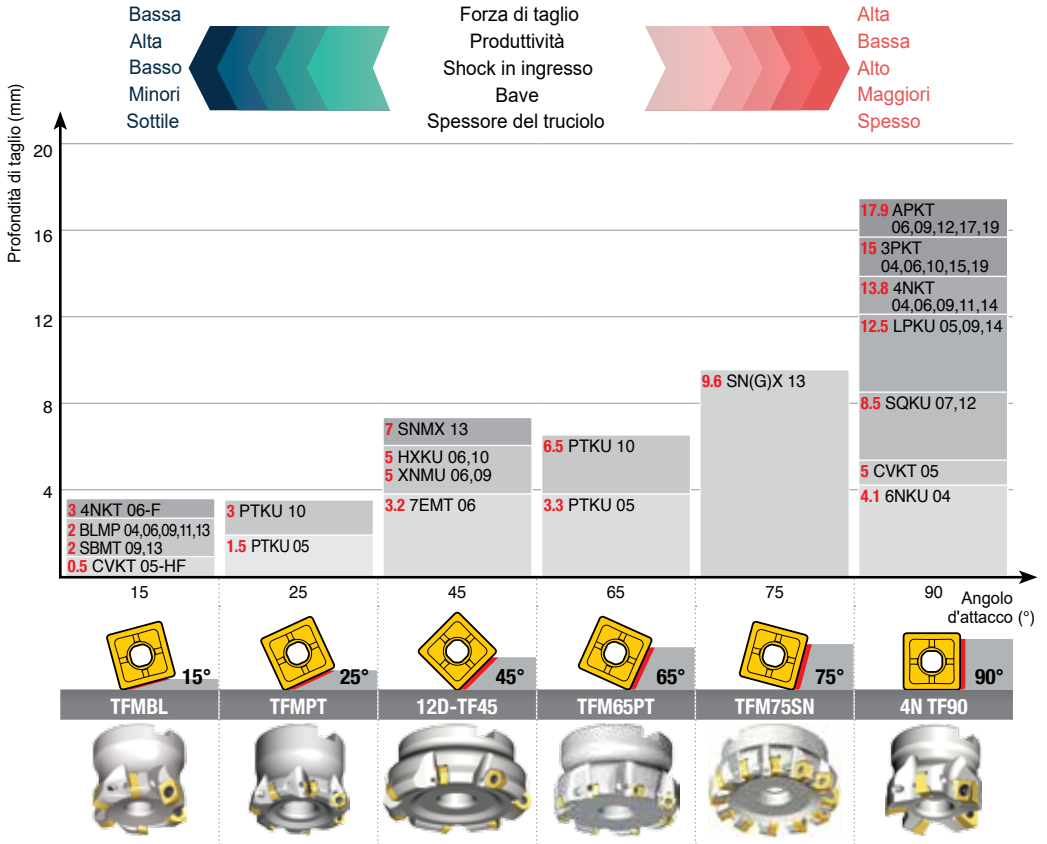 Bassa Forza di taglio Alta
Alta Produttività Bassa
Basso Shock in ingresso Alto
Minori Bave Maggiori
Sottile Spessore del truciolo Spesso
Profondità di taglio (mm)
20
16
12
8
4
3 4NKT 06-F
2 BLMP 04,06,09,11,13
2 SBMT 09,13
0.5 CVKT 05-HF
3 PTKU 10
1.5 PTKU 05
7 SNMX 13
5 HXKU 06,10
5 XNMU 06,09
3.2 7EMT 06
6.5 PTKU 10
3.3 PTKU 05
9.6 SN(G)X 13
17.9 APKT
06,09,12,17,19
15 3PKT
04,06,10,15,19
13.8 4NKT
04,06,09,11,14
12.5 LPKU 05,09,14
8.5 SQKU 07,12
5 CVKT 05
4.1 6NKU 04
15 25 45 65 75 90
Angolo
d'attacco (°)
15° 25° 45° 65° 75° 90°
TFMBL TFMPT 12D-TF45 TFM65PT TFM75SN 4N TF90